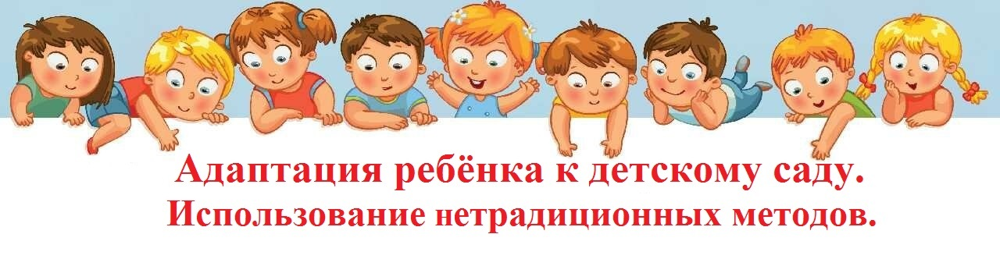 Адаптация ребёнка к детскому саду.
Использование нетрадиционных методов.